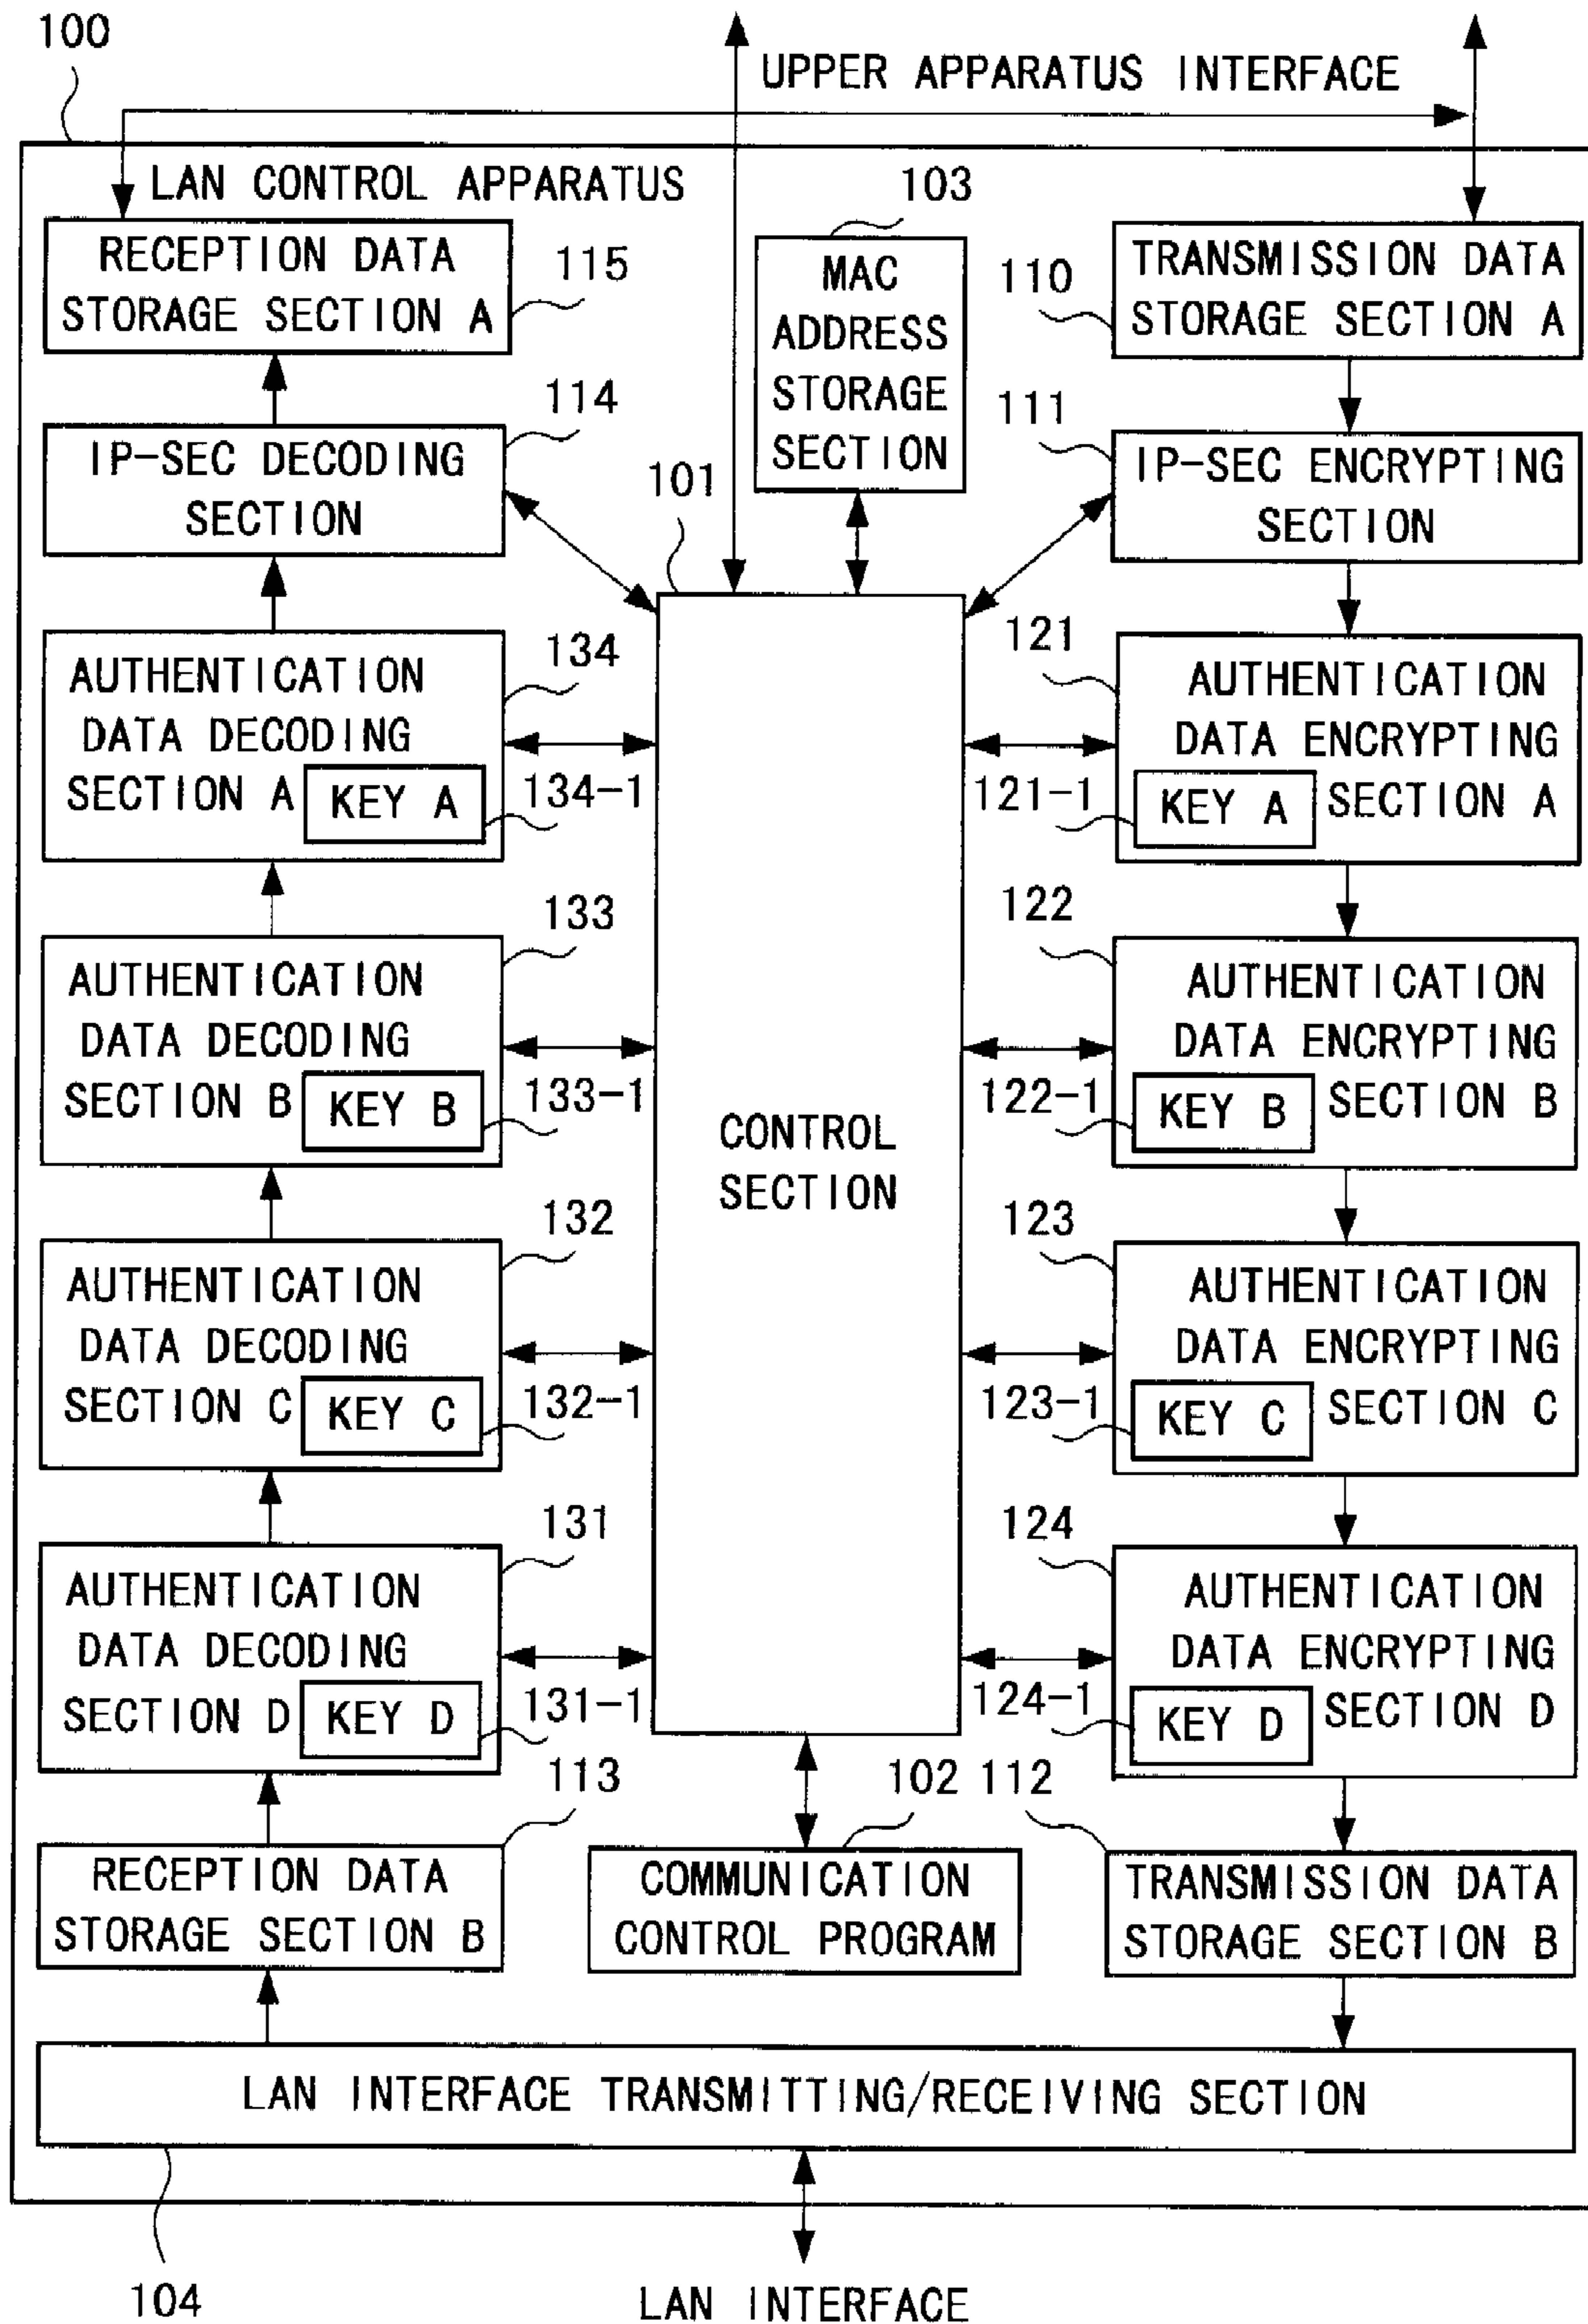 100
UPPER APPARATUS INTERFACE
LAN CONTROL APPARATUS
103
RECEPTION DATA
STORAGE SECTION A
115
MAC
ADDRESS
STORAGE
SECTION
110
TRANSMISSION DATA
STORAGE SECTION A
114
IP-SEC DECODING
SECTION
101
111
IP-SEC ENCRYPTING
SECTION
134
AUTHENTICATION
DATA DECODING
SECTION A
KEY A
134-1
121
AUTHENTICATION
DATA ENCRYPTING
SECTION A
121-1
KEY A
133
AUTHENTICATION
DATA DECODING
SECTION B
KEY B
133-1
122
AUTHENTICATION
DATA ENCRYPTING
SECTION B
122-1
KEY B
CONTROL
SECTION
132
AUTHENTICATION
DATA DECODING
SECTION C
KEY C
132-1
123
AUTHENTICATION
DATA ENCRYPTING
SECTION C
123-1
KEY C
131
AUTHENTICATION
DATA DECODING
SECTION D
KEY D
131-1
124
AUTHENTICATION
DATA ENCRYPTING
SECTION D
124-1
KEY D
113
RECEPTION DATA
STORAGE SECTION B
102
COMMUNICATION
CONTROL PROGRAM
112
TRANSMISSION DATA
STORAGE SECTION B
LAN INTERFACE TRANSMITTING/RECEIVING SECTION
104
LAN INTERFACE